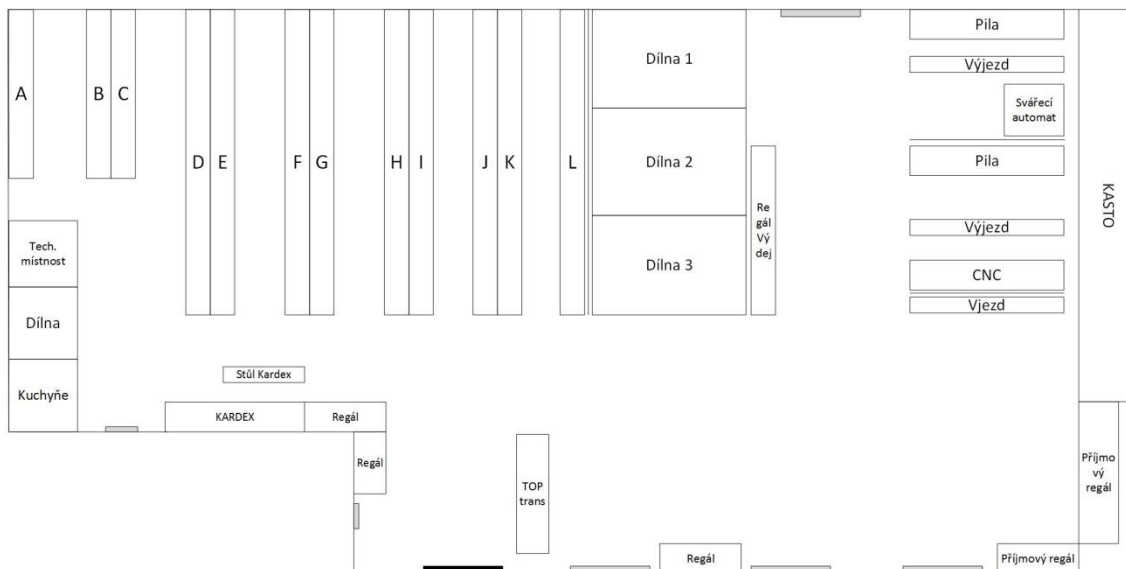 A
B
C
D
E
F
G
H
I
J
K
L
Dílna 1
Dílna 2
Dílna 3
Re
gál
Vý
dej
Pila
Výjezd
Svářecí
automat
Pila
Výjezd
CNC
Vjezd
KASTO
Tech.
místnost
Dílna
Kuchyňe
Stůl Kardex
KARDEX
Regál
Regál
TOP
trans
Regál
Příjmo
vý
regál
Příjmový regál